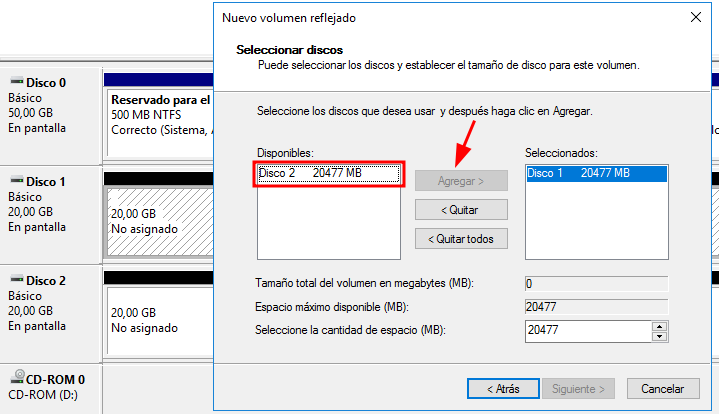 Nuevo volumen reflejado
Seleccionar discos
Puede seleccionar los discos y establecer el tamaño de disco para este volumen.
Disco 0
Básico
50,00 GB
En pantalla
Reservado para el
500 MB NTFS
Correcto (Sistema,
Disco 1
Básico
20,00 GB
En pantalla
20,00 GB
No asignado
Disco 2
Básico
20,00 GB
En pantalla
20,00 GB
No asignado
CD-ROM 0
CD-ROM (D:)
Seleccione los discos que desea usar y después haga clic en Agregar.
Disponibles:
Disco 2 20477 MB
Agregar >
< Quitar
< Quitar todos
Seleccionados:
Disco 1 20477 MB
Tamaño total del volumen en megabytes (MB): 0
Espacio máximo disponible (MB): 20477
Seleccione la cantidad de espacio (MB): 20477
< Atrás
Siguiente >
Cancelar